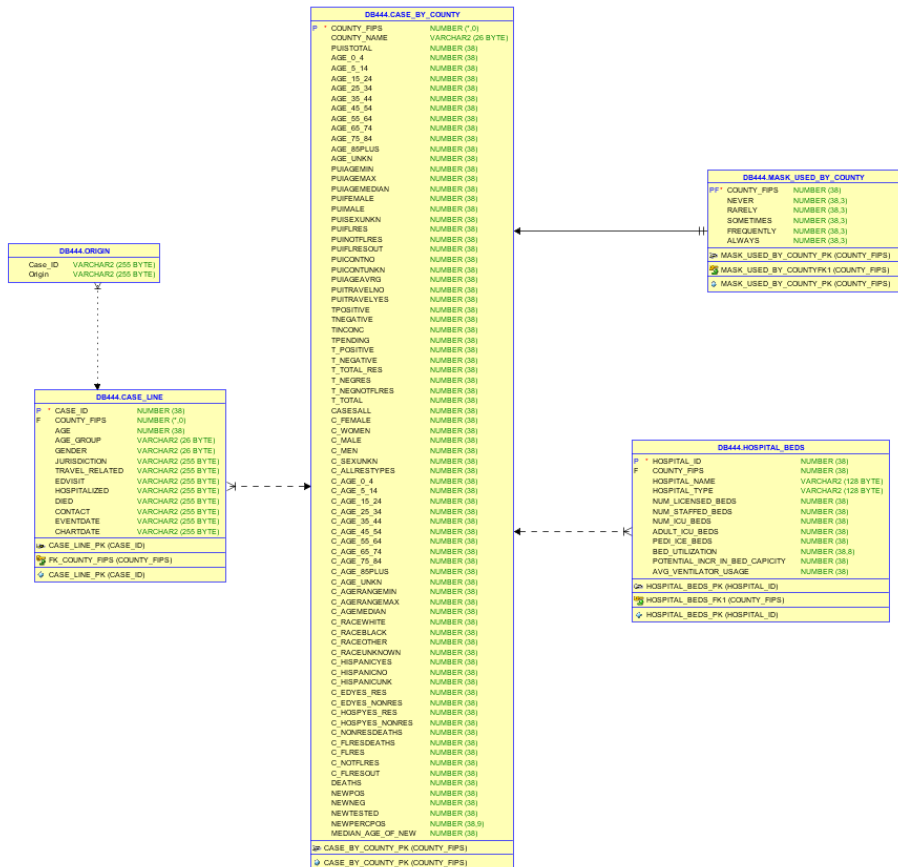 DB444.CASE_BY_COUNTY
P * COUNTY_FIPS NUMBER (*,0)
COUNTY_NAME VARCHAR2 (26 BYTE)
PUISTOTAL NUMBER (38)
AGE_0_4 NUMBER (38)
AGE_5_14 NUMBER (38)
AGE_15_24 NUMBER (38)
AGE_25_34 NUMBER (38)
AGE_35_44 NUMBER (38)
AGE_45_54 NUMBER (38)
AGE_55_64 NUMBER (38)
AGE_65_74 NUMBER (38)
AGE_75_84 NUMBER (38)
AGE_85PLUS NUMBER (38)
AGE_UNKN NUMBER (38)
PUIAGEMIN NUMBER (38)
PUIAGEMAX NUMBER (38)
PUIAGEMEDIAN NUMBER (38)
PUIFEMALE NUMBER (38)
PUIMALE NUMBER (38)
PUISEXUNKN NUMBER (38)
PUIFLRES NUMBER (38)
PUINOTFLRES NUMBER (38)
PUIFLRESOUT NUMBER (38)
PUICONTNO NUMBER (38)
PUICONTUNKN NUMBER (38)
PUIAGEAVRG NUMBER (38)
PUITRAVELNO NUMBER (38)
PUITRAVELYES NUMBER (38)
TPOSITIVE NUMBER (38)
TNEGATIVE NUMBER (38)
TINCONC NUMBER (38)
TPENDING NUMBER (38)
T_POSITIVE NUMBER (38)
T_NEGATIVE NUMBER (38)
T_TOTAL_RES NUMBER (38)
T_NEGRES NUMBER (38)
T_NEGNOTFLRES NUMBER (38)
T_TOTAL NUMBER (38)
CASESALL NUMBER (38)
C_FEMALE NUMBER (38)
C_WOMEN NUMBER (38)
C_MALE NUMBER (38)
C_MEN NUMBER (38)
C_SEXUNKN NUMBER (38)
C_ALLRESTYPES NUMBER (38)
C_AGE_0_4 NUMBER (38)
C_AGE_5_14 NUMBER (38)
C_AGE_15_24 NUMBER (38)
C_AGE_25_34 NUMBER (38)
C_AGE_35_44 NUMBER (38)
C_AGE_45_54 NUMBER (38)
C_AGE_55_64 NUMBER (38)
C_AGE_65_74 NUMBER (38)
C_AGE_75_84 NUMBER (38)
C_AGE_85PLUS NUMBER (38)
C_AGE_UNKN NUMBER (38)
C_AGERANGEMIN NUMBER (38)
C_AGERANGEMAX NUMBER (38)
C_AGEMEDIAN NUMBER (38)
C_RACEWHITE NUMBER (38)
C_RACEBLACK NUMBER (38)
C_RACEOTHER NUMBER (38)
C_RACEUNKNOWN NUMBER (38)
C_HISPANICYES NUMBER (38)
C_HISPANICNO NUMBER (38)
C_HISPANICUNK NUMBER (38)
C_EDYES_RES NUMBER (38)
C_EDYES_NONRES NUMBER (38)
C_HOSPYES_RES NUMBER (38)
C_HOSPYES_NONRES NUMBER (38)
C_NONRESDEATHS NUMBER (38)
C_FLRESDEATHS NUMBER (38)
C_FLRES NUMBER (38)
C_NOTFLRES NUMBER (38)
C_FLRESOUT NUMBER (38)
DEATHS NUMBER (38)
NEWPOS NUMBER (38)
NEWNEG NUMBER (38)
NEWTESTED NUMBER (38)
NEWPERCPOS NUMBER (38,9)
MEDIAN_AGE_OF_NEW NUMBER (38)
CASE_BY_COUNTY_PK (COUNTY_FIPS)
CASE_BY_COUNTY_PK (COUNTY_FIPS)
DB444.ORIGIN
Case_ID VARCHAR2 (255 BYTE)
Origin VARCHAR2 (255 BYTE)
DB444.CASE_LINE
P * CASE_ID NUMBER (38)
F COUNTY_FIPS NUMBER (*,0)
AGE NUMBER (38)
AGE_GROUP VARCHAR2 (26 BYTE)
GENDER VARCHAR2 (26 BYTE)
JURISDICTION VARCHAR2 (255 BYTE)
TRAVEL_RELATED VARCHAR2 (255 BYTE)
EDVISIT VARCHAR2 (255 BYTE)
HOSPITALIZED VARCHAR2 (255 BYTE)
DIED VARCHAR2 (255 BYTE)
CONTACT VARCHAR2 (255 BYTE)
EVENTDATE VARCHAR2 (255 BYTE)
CHARTDATE VARCHAR2 (255 BYTE)
CASE_LINE_PK (CASE_ID)
FK_COUNTY_FIPS (COUNTY_FIPS)
CASE_LINE_PK (CASE_ID)
DB444.MASK_USED_BY_COUNTY
PF* COUNTY_FIPS NUMBER (38)
NEVER NUMBER (38,3)
RARELY NUMBER (38,3)
SOMETIMES NUMBER (38,3)
FREQUENTLY NUMBER (38,3)
ALWAYS NUMBER (38,3)
MASK_USED_BY_COUNTY_PK (COUNTY_FIPS)
MASK_USED_BY_COUNTYFK1 (COUNTY_FIPS)
MASK_USED_BY_COUNTY_PK (COUNTY_FIPS)
DB444.HOSPITAL_BEDS
P * HOSPITAL_ID NUMBER (38)
F COUNTY_FIPS NUMBER (38)
HOSPITAL_NAME VARCHAR2 (128 BYTE)
HOSPITAL_TYPE VARCHAR2 (128 BYTE)
NUM_LICENSED_BEDS NUMBER (38)
NUM_STAFFED_BEDS NUMBER (38)
NUM_ICU_BEDS NUMBER (38)
ADULT_ICU_BEDS NUMBER (38)
PEDI_ICE_BEDS NUMBER (38)
BED_UTILIZATION NUMBER (38,8)
POTENTIAL_INCR_IN_BED_CAPICITY NUMBER (38)
AVG_VENTILATOR_USAGE NUMBER (38)
HOSPITAL_BEDS_PK (HOSPITAL_ID)
HOSPITAL_BEDS_FK1 (COUNTY_FIPS)
HOSPITAL_BEDS_PK (HOSPITAL_ID)